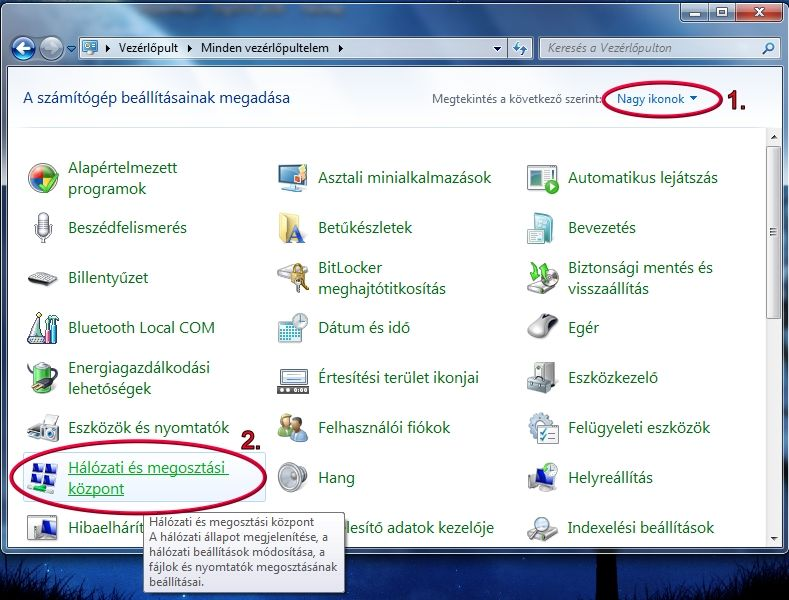 Vezérlőpult
Minden vezérlőpultelem
Keresés a Vezérlőpulton
A számítógép beállításainak megadása
Megtekintés a következő szerint:
Nagy ikonok
1.
Alapértelmezett
programok
Asztali minialkalmazások
Automatikus lejátszás
Beszédfelismerés
Betűkészletek
Bevezetés
Billentyűzet
BitLocker
meghajtótitkosítás
Biztonsági mentés és
visszaállítás
Bluetooth Local COM
Dátum és idő
Egér
Energiagazdálkodási
lehetőségek
Értesítési terület ikonjai
Eszközkezelő
Eszközök és nyomtatók
Felhasználói fiókok
Felügyeleti eszközök
2.
Hálózati és megosztási
központ
Hang
Helyreállítás
Hálózati és megosztási központ
A hálózati állapot megjelenítése, a
hálózati beállítások módosítása, a
fájlok és nyomtatók megosztásának
beállításai.
adatok kezelője
Indexelési beállítások